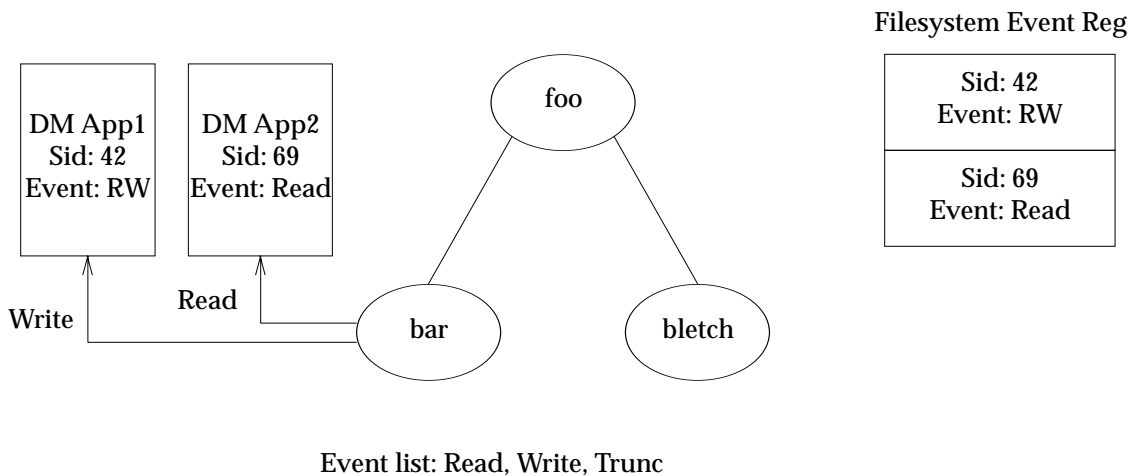 Filesystem Event Reg
DM App1
Sid: 42
Event: RW
DM App2
Sid: 69
Event: Read
foo
Sid: 42
Event: RW
Sid: 69
Event: Read
Write
Read
bar
bletch
Event list: Read, Write, Trunc